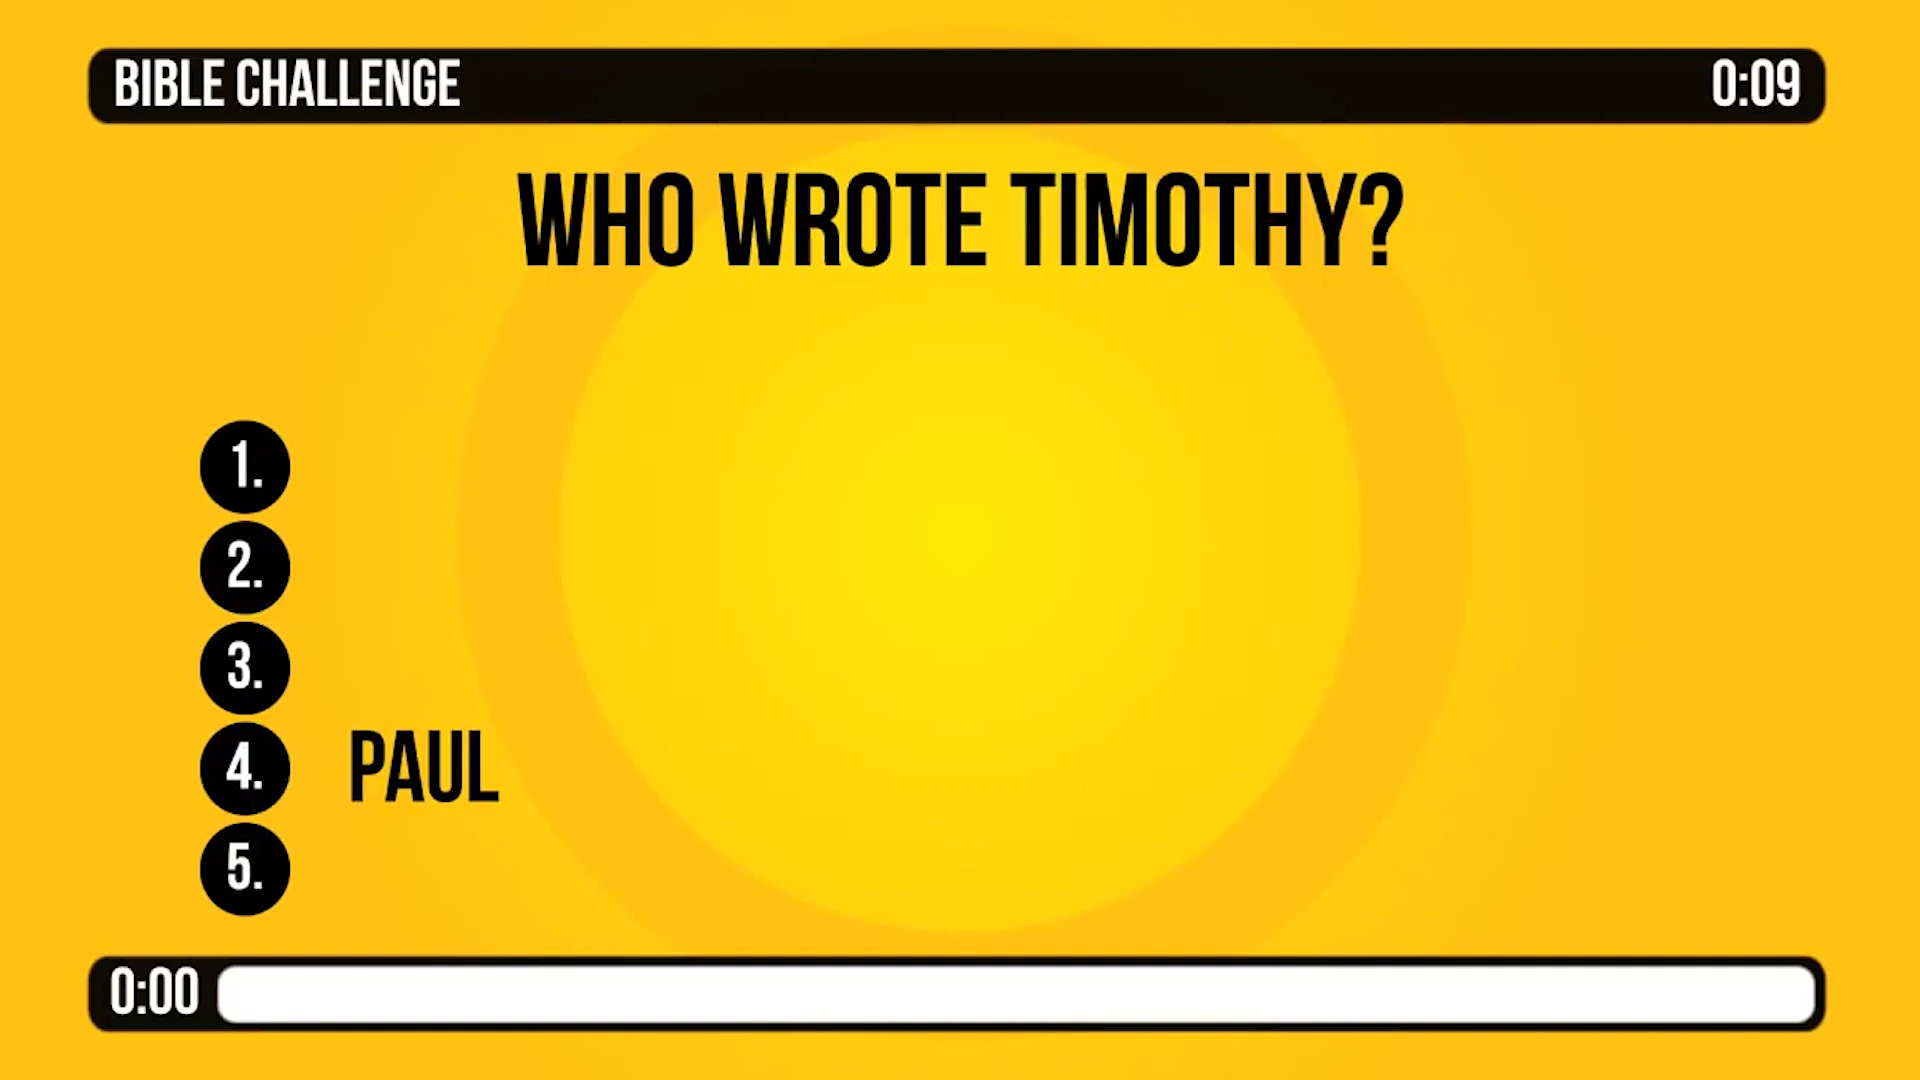 BIBLE CHALLENGE 0:09
WHO WROTE TIMOTHY?
1.
2.
3.
4. PAUL
5.
0:00